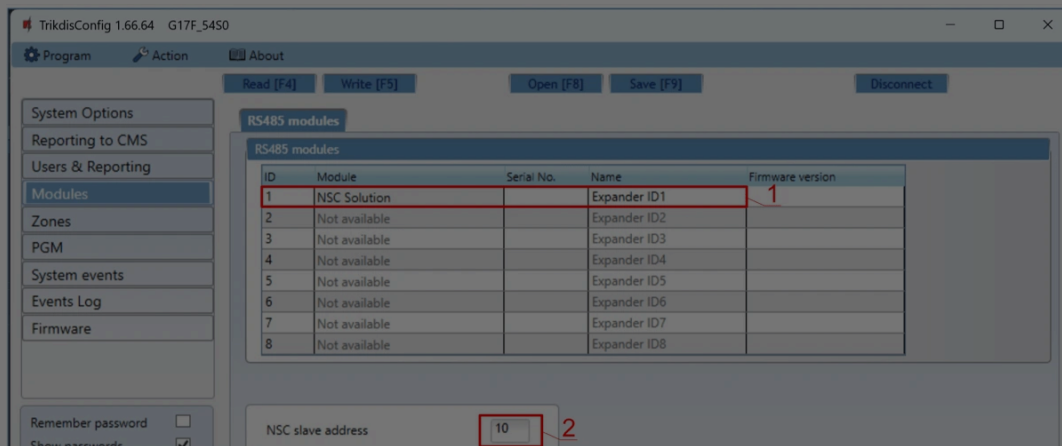 TrikdisConfig 1.66.64 G17F_54S0
Program Action About
Read [F4] Write [F5] Open [F8] Save [F9] Disconnect
System Options
Reporting to CMS
Users & Reporting
Modules
Zones
PGM
System events
Events Log
Firmware
Remember password
Show passwords
RS485 modules
RS485 modules
ID Module Serial No. Name Firmware version
1 NSC Solution Expander ID1 1
2 Not available Expander ID2
3 Not available Expander ID3
4 Not available Expander ID4
5 Not available Expander ID5
6 Not available Expander ID6
7 Not available Expander ID7
8 Not available Expander ID8
NSC slave address 10 2